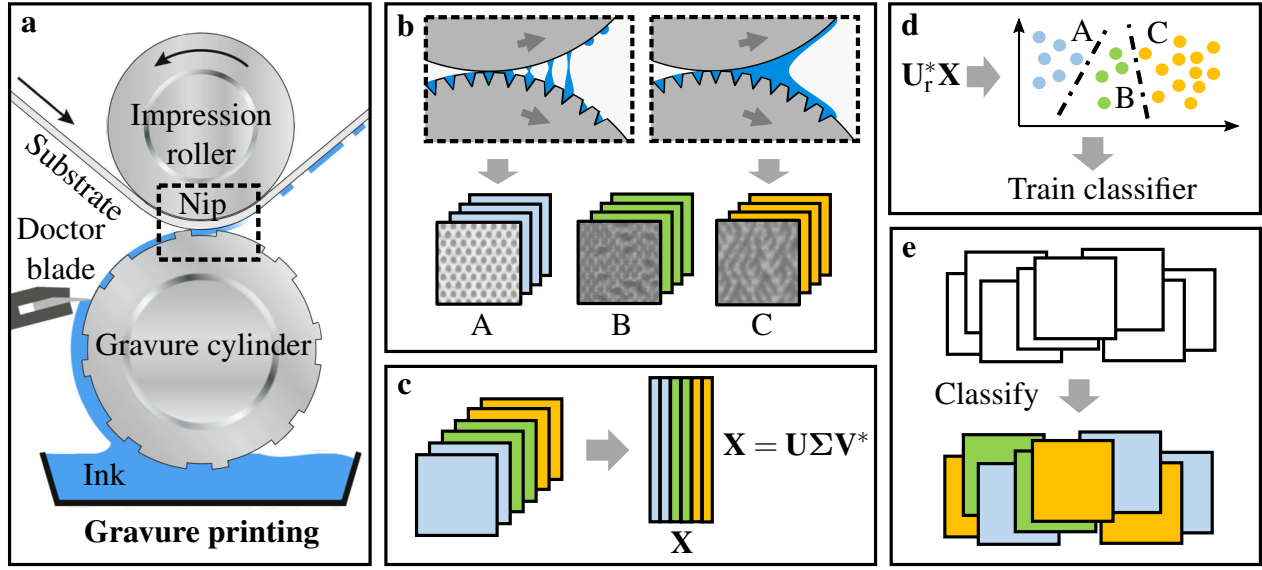 a
Impression
roller
Substrate
Nip
Doctor
blade
Gravure cylinder
Ink
Gravure printing
b
A
B
C
c
X = UΣV*
X
d
U*rX
A
C
B
Train classifier
e
Classify